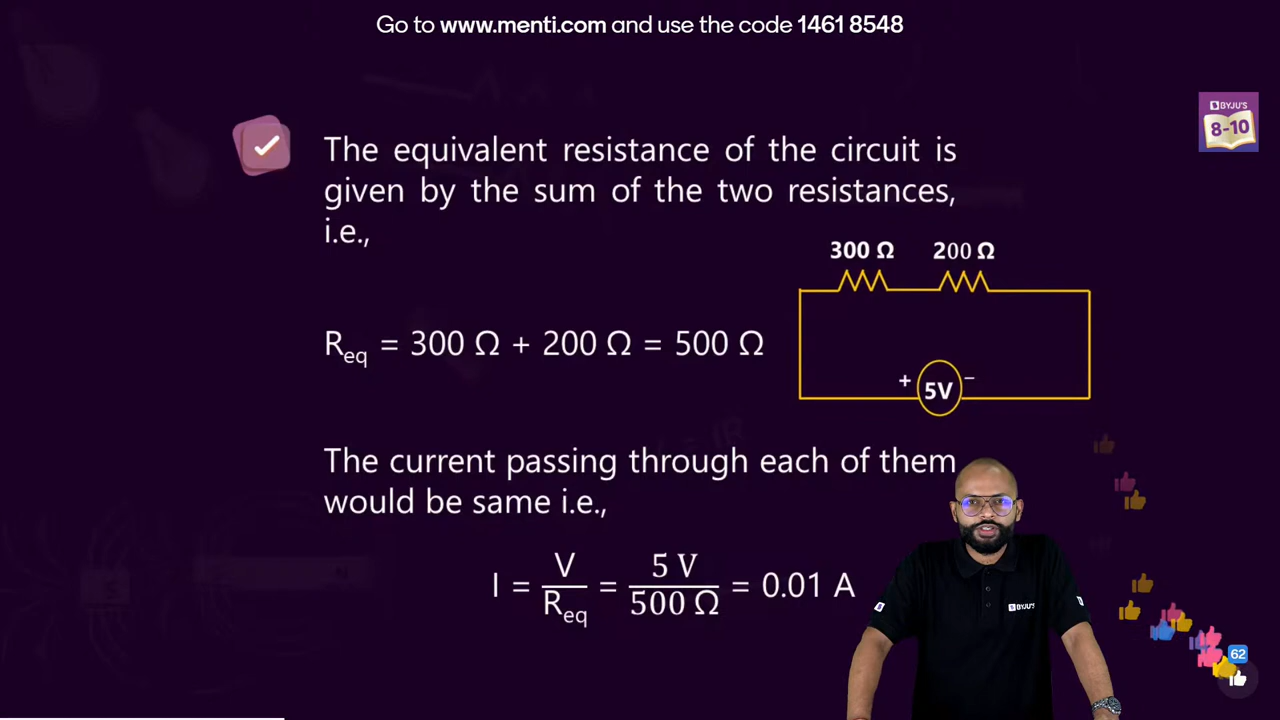 Go to www.menti.com and use the code 1461 8548
BYJU'S
8-10
The equivalent resistance of the circuit is
given by the sum of the two resistances,
i.e.,
300 Ω 200 Ω
Req = 300 Ω + 200 Ω = 500 Ω
+ 5V −
The current passing through each of them
would be same i.e.,
I = V/Req = 5 V/500 Ω = 0.01 A
BYJU'S
62